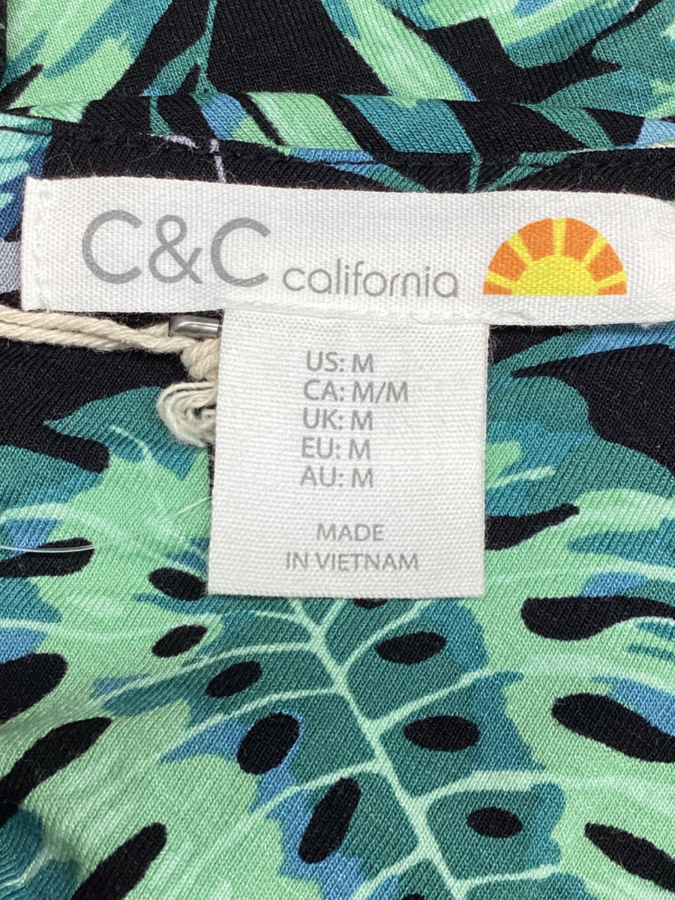 C&C california
US: M
CA: M/M
UK: M
EU: M
AU: M
MADE
IN VIETNAM